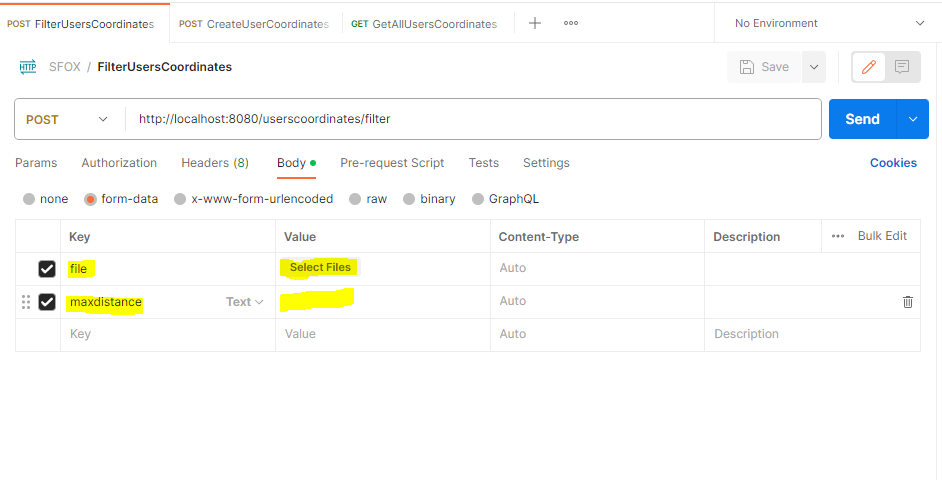 POST FilterUsersCoordinates POST CreateUserCoordinates GET GetAllUsersCoordinates No Environment
HTTP SFOX / FilterUsersCoordinates Save
POST http://localhost:8080/userscoordinates/filter Send
Params Authorization Headers (8) Body Pre-request Script Tests Settings Cookies
none form-data x-www-form-urlencoded raw binary GraphQL
Key Value Content-Type Description Bulk Edit
file Select Files Auto
maxdistance Text Auto
Key Value Auto Description